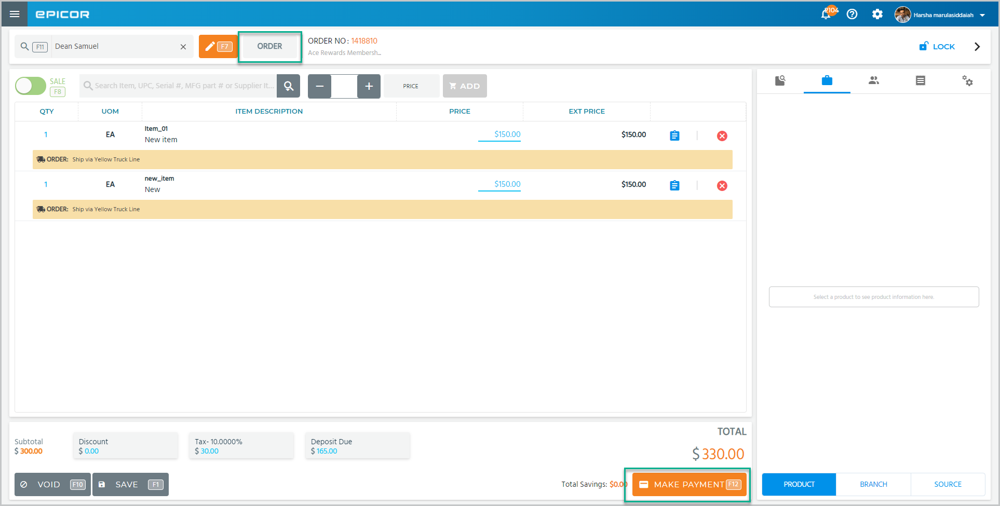 EPICOR
2104
Harsha marulasiddaiah
F11
Dean Samuel
F7
ORDER
ORDER NO: 1418810
Ace Rewards Membersh...
LOCK
SALE
F8
Search Item, UPC, Serial #, MFG part # or Supplier It...
PRICE
ADD
QTY
UOM
ITEM DESCRIPTION
PRICE
EXT PRICE
1
EA
Item_01
New item
$150.00
$150.00
ORDER: Ship via Yellow Truck Line
1
EA
new_item
New
$150.00
$150.00
ORDER: Ship via Yellow Truck Line
Select a product to see product information here.
Subtotal
$ 300.00
Discount
$ 0.00
Tax- 10.0000%
$ 30.00
Deposit Due
$ 165.00
TOTAL
$ 330.00
VOID F10
SAVE F1
Total Savings: $0.00
MAKE PAYMENT F12
PRODUCT
BRANCH
SOURCE